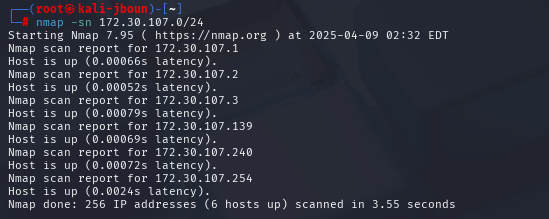 ┌──(root㉿kali-jboun)-[~]
└─# nmap -sn 172.30.107.0/24
Starting Nmap 7.95 ( https://nmap.org ) at 2025-04-09 02:32 EDT
Nmap scan report for 172.30.107.1
Host is up (0.00066s latency).
Nmap scan report for 172.30.107.2
Host is up (0.00052s latency).
Nmap scan report for 172.30.107.3
Host is up (0.00079s latency).
Nmap scan report for 172.30.107.139
Host is up (0.00069s latency).
Nmap scan report for 172.30.107.240
Host is up (0.00072s latency).
Nmap scan report for 172.30.107.254
Host is up (0.0024s latency).
Nmap done: 256 IP addresses (6 hosts up) scanned in 3.55 seconds